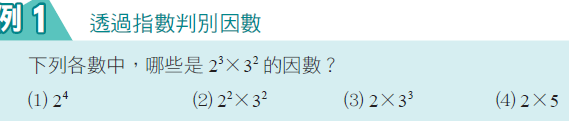 例 1 透過指數判別因數
下列各數中，哪些是 2³×3² 的因數？
(1) 2⁴ (2) 2²×3² (3) 2×3³ (4) 2×5